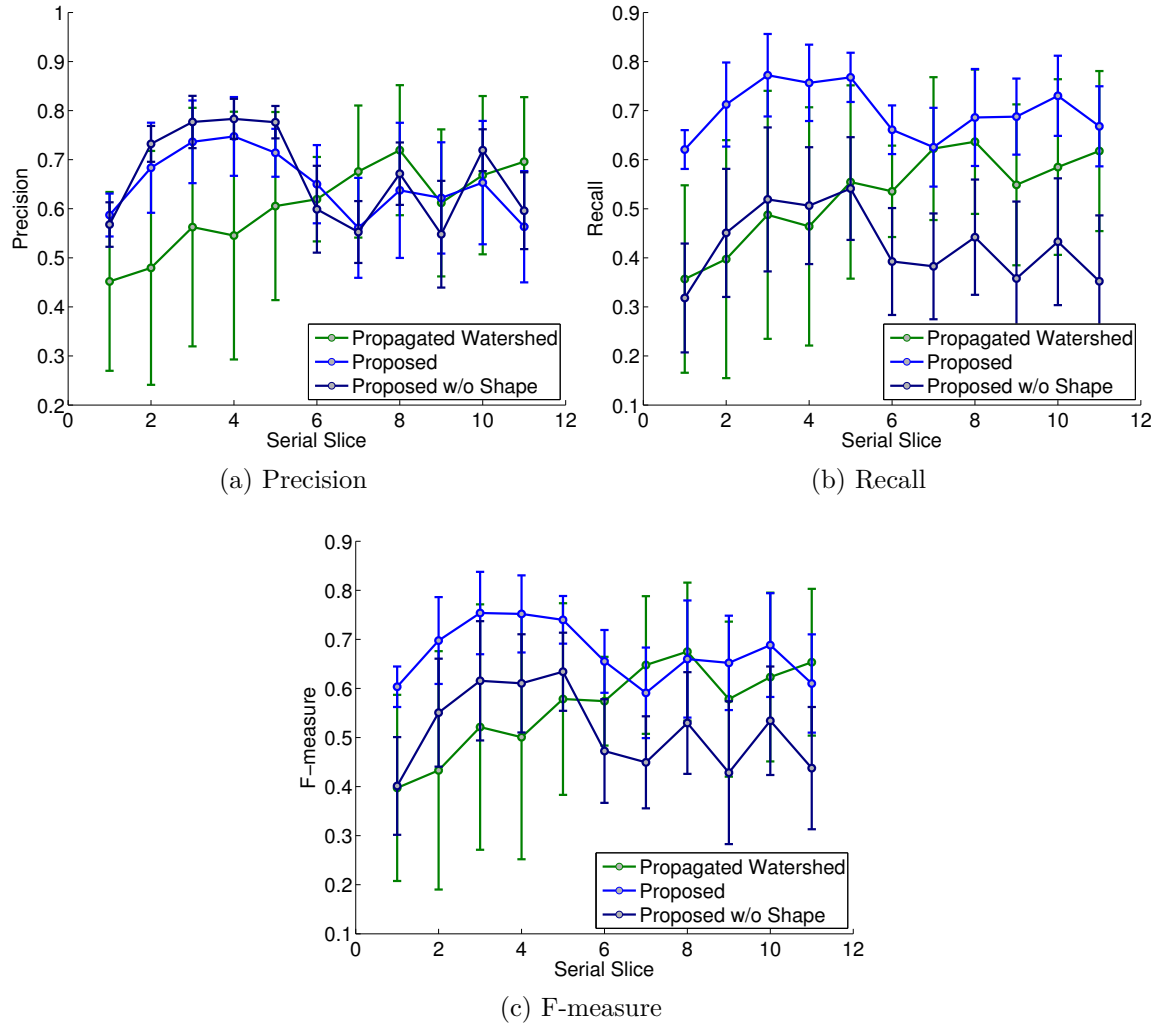 1
0.9
0.8
0.7
0.6
0.5
0.4
0.3
0.2
0 2 4 6 8 10 12
Precision
Serial Slice
Propagated Watershed
Proposed
Proposed w/o Shape
(a) Precision
0.9
0.8
0.7
0.6
0.5
0.4
0.3
0.2
0.1
0 2 4 6 8 10 12
Recall
Serial Slice
Propagated Watershed
Proposed
Proposed w/o Shape
(b) Recall
0.9
0.8
0.7
0.6
0.5
0.4
0.3
0.2
0.1
0 2 4 6 8 10 12
F−measure
Serial Slice
Propagated Watershed
Proposed
Proposed w/o Shape
(c) F-measure